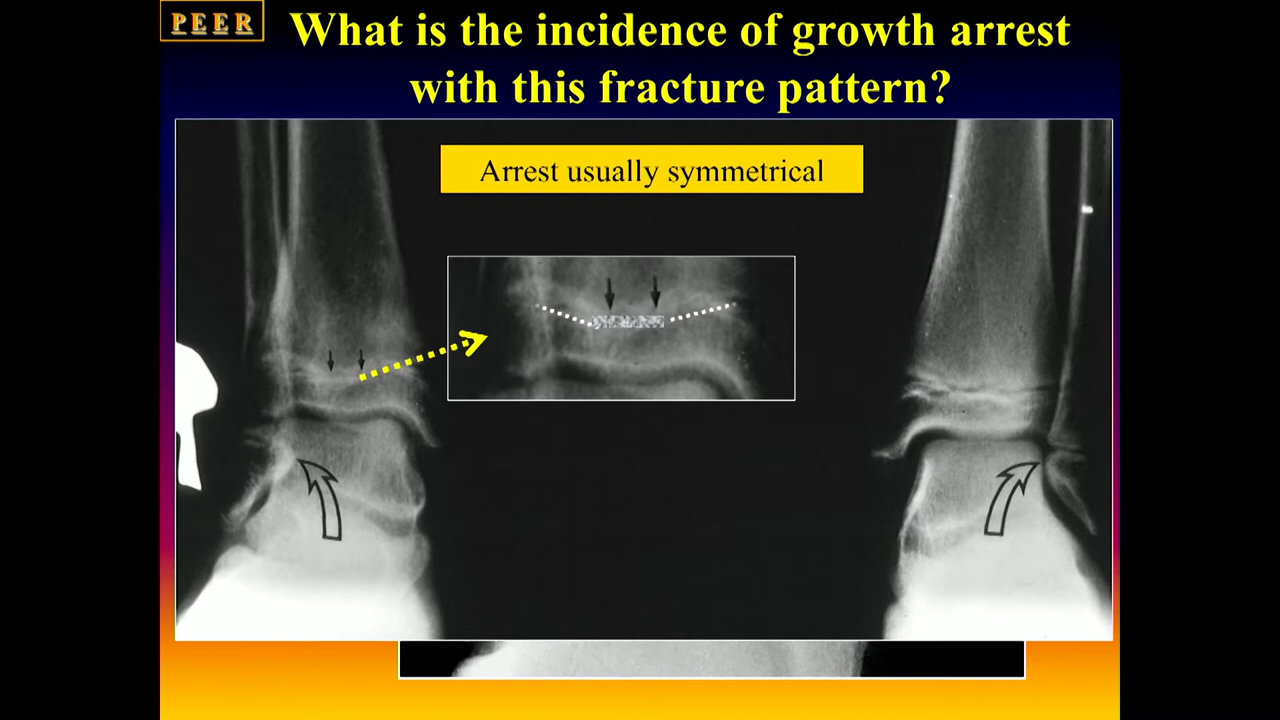 PEER
What is the incidence of growth arrest
with this fracture pattern?
Arrest usually symmetrical